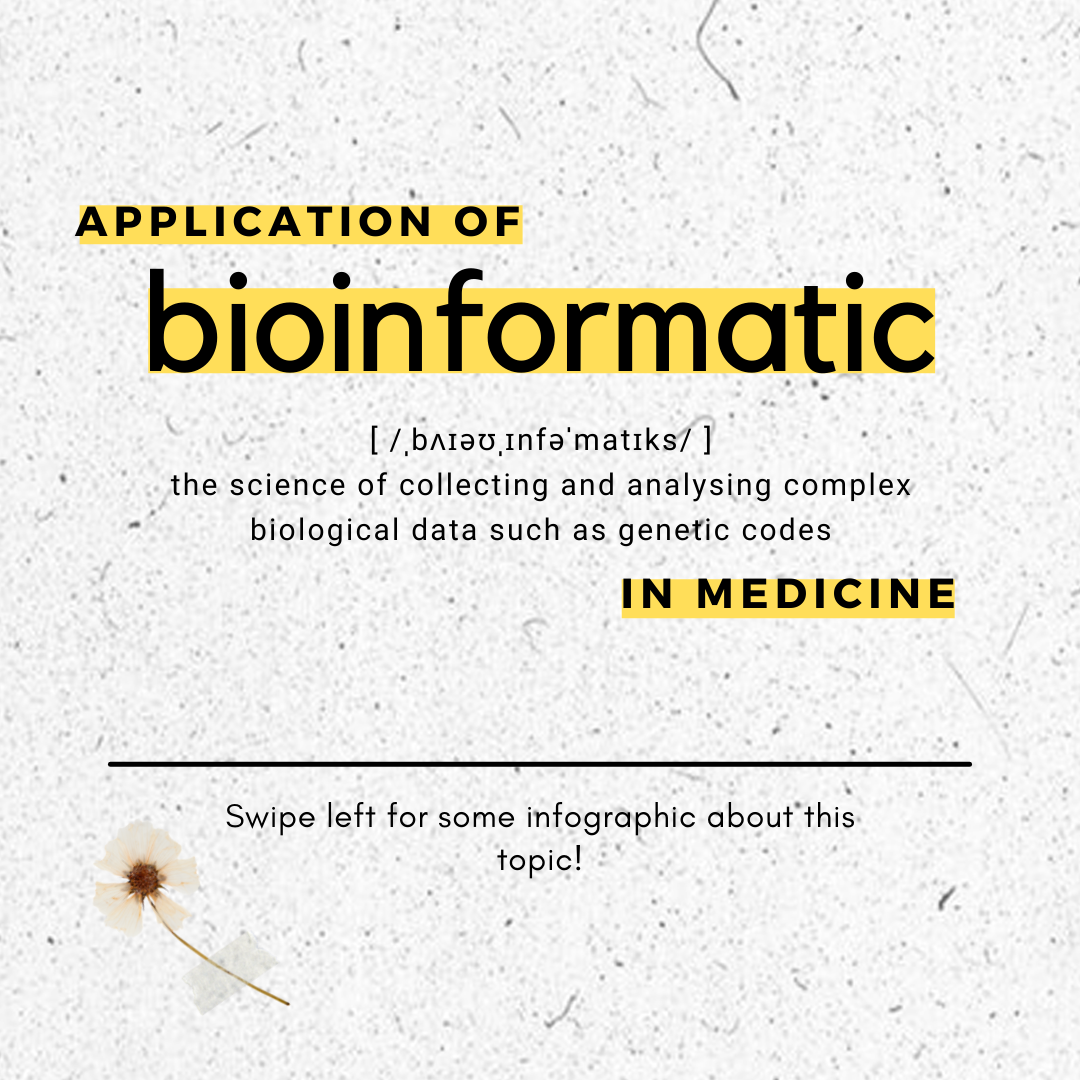 APPLICATION OF
bioinformatic
[ /ˌbʌɪəʊˌɪnfəˈmatɪks/ ]
the science of collecting and analysing complex
biological data such as genetic codes
IN MEDICINE
Swipe left for some infographic about this
topic!